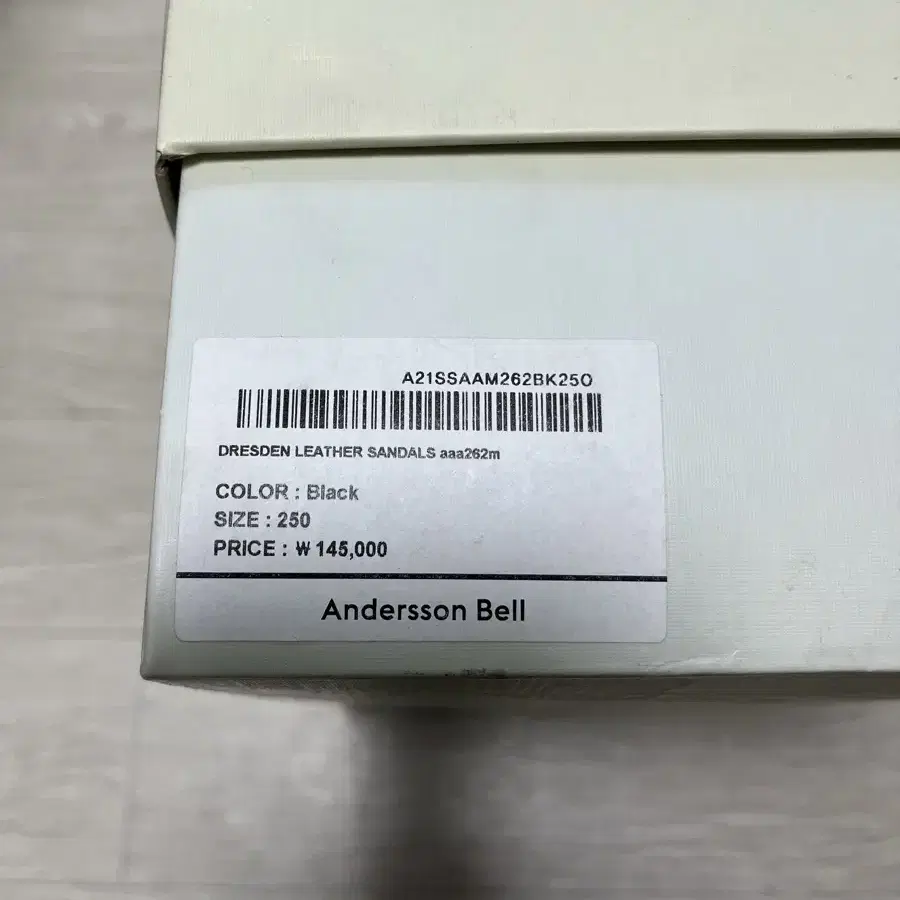 A21SSAAM262BK250
DRESDEN LEATHER SANDALS aaa262m
COLOR : Black
SIZE : 250
PRICE : ₩ 145,000
Andersson Bell